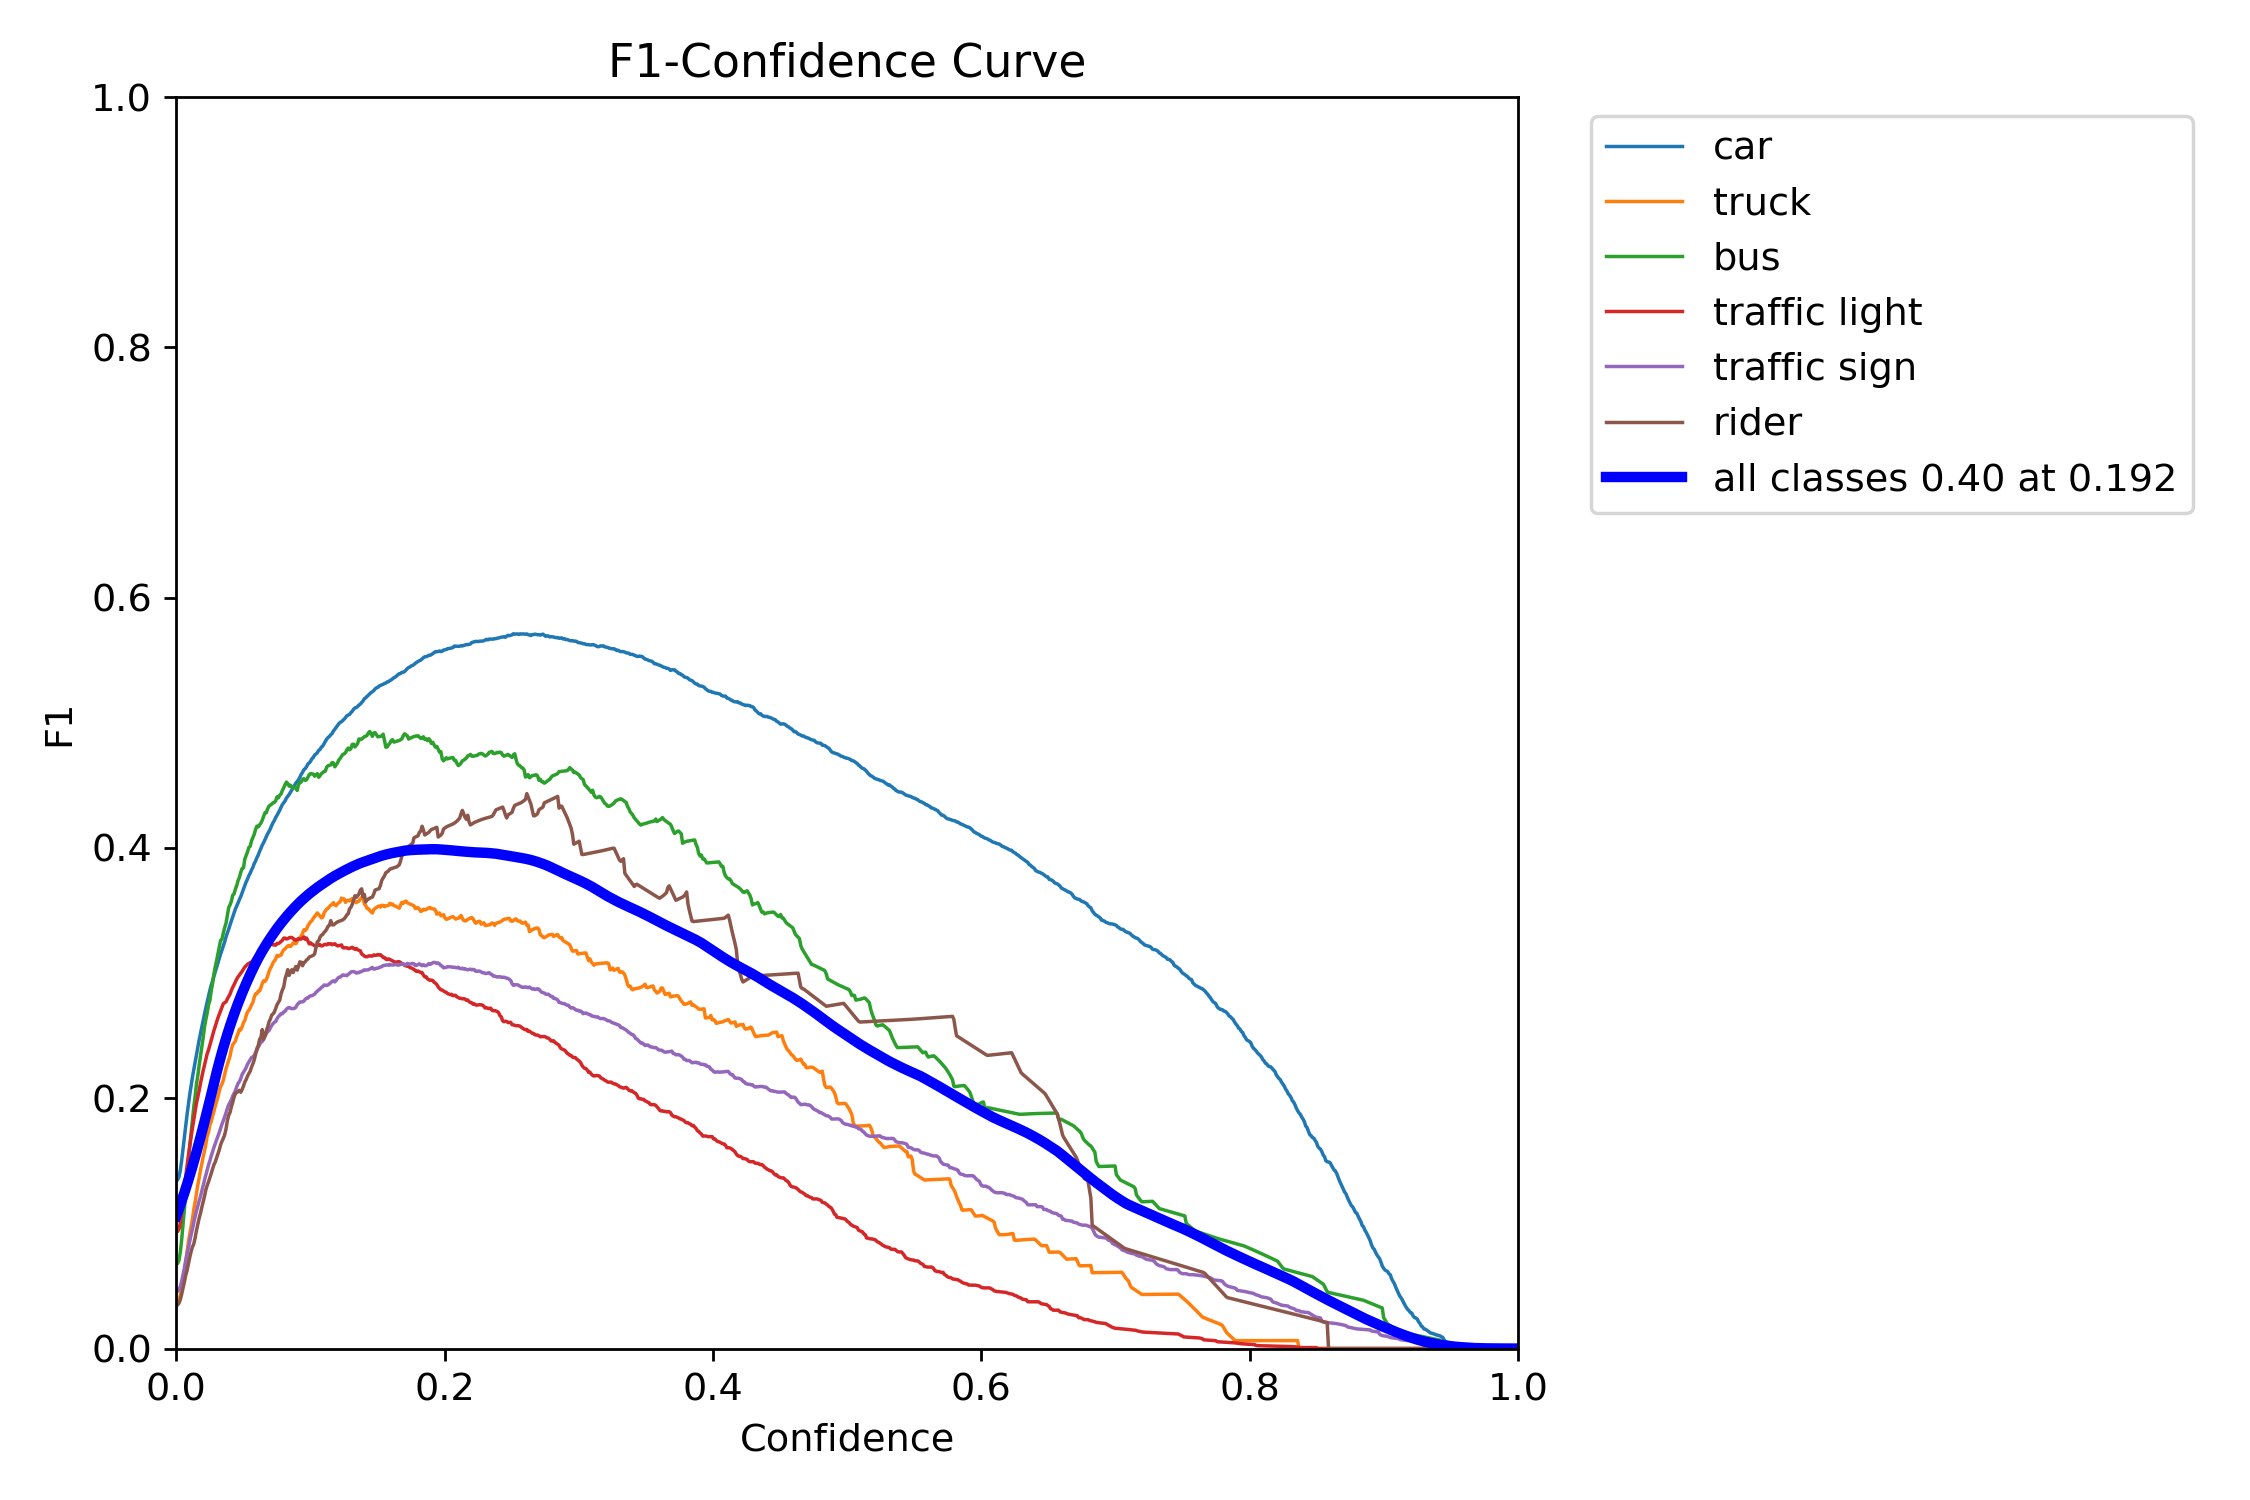 F1-Confidence Curve
1.0
0.8
0.6
0.4
0.2
0.0
F1
0.0 0.2 0.4 0.6 0.8 1.0
Confidence
car
truck
bus
traffic light
traffic sign
rider
all classes 0.40 at 0.192